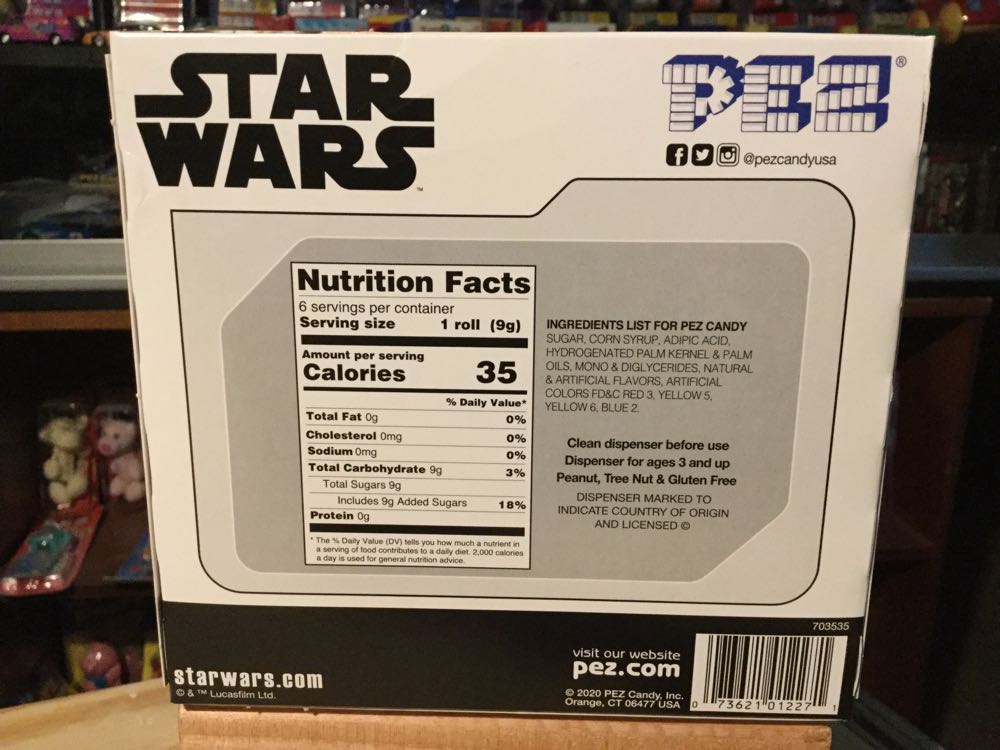 STAR
WARS
™
PEZ®
@pezcandyusa
Nutrition Facts
6 servings per container
Serving size 1 roll (9g)
Amount per serving
Calories 35
% Daily Value*
Total Fat 0g 0%
Cholesterol 0mg 0%
Sodium 0mg 0%
Total Carbohydrate 9g 3%
Total Sugars 9g
Includes 9g Added Sugars 18%
Protein 0g
* The % Daily Value (DV) tells you how much a nutrient in
a serving of food contributes to a daily diet. 2,000 calories
a day is used for general nutrition advice.
INGREDIENTS LIST FOR PEZ CANDY
SUGAR, CORN SYRUP, ADIPIC ACID,
HYDROGENATED PALM KERNEL & PALM
OILS, MONO & DIGLYCERIDES, NATURAL
& ARTIFICIAL FLAVORS, ARTIFICIAL
COLORS FD&C RED 3, YELLOW 5,
YELLOW 6, BLUE 2.
Clean dispenser before use
Dispenser for ages 3 and up
Peanut, Tree Nut & Gluten Free
DISPENSER MARKED TO
INDICATE COUNTRY OF ORIGIN
AND LICENSED ©
starwars.com
© & ™ Lucasfilm Ltd.
visit our website
pez.com
© 2020 PEZ Candy, Inc.
Orange, CT 06477 USA
703535
0 73621 01227 1